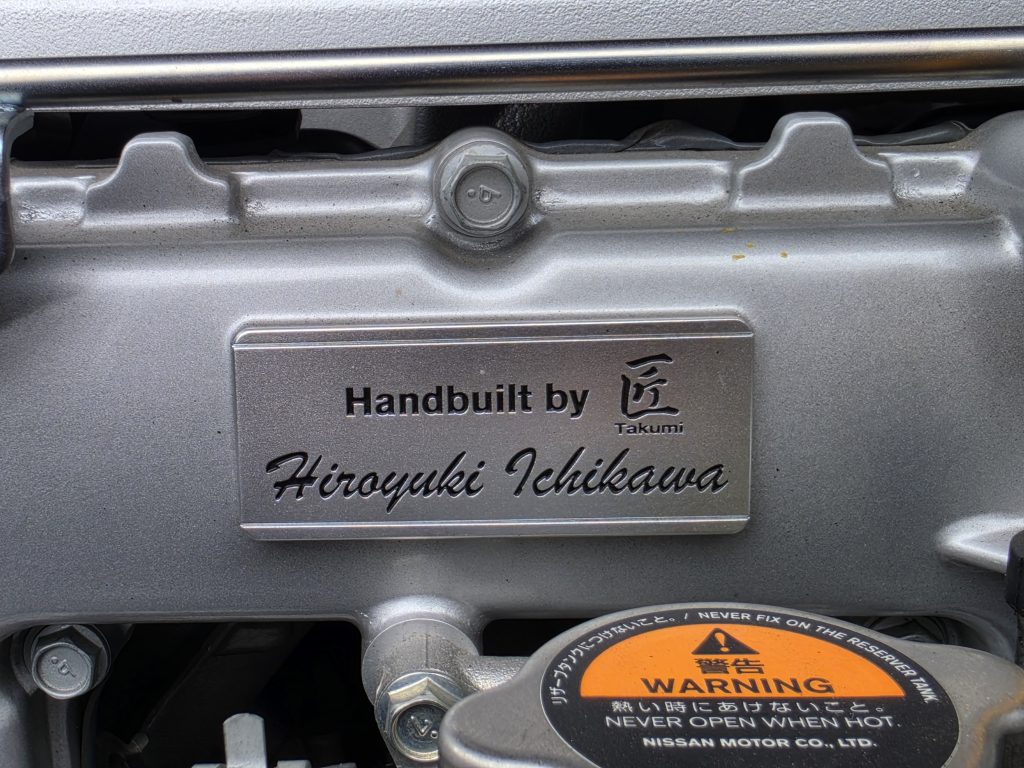 Handbuilt by 匠
Takumi
Hiroyuki Ichikawa
リザーブタンクにつけないこと。/ NEVER FIX ON THE RESERVER TANK.
警告
WARNING
熱い時にあけないこと。
NEVER OPEN WHEN HOT.
NISSAN MOTOR CO., LTD.